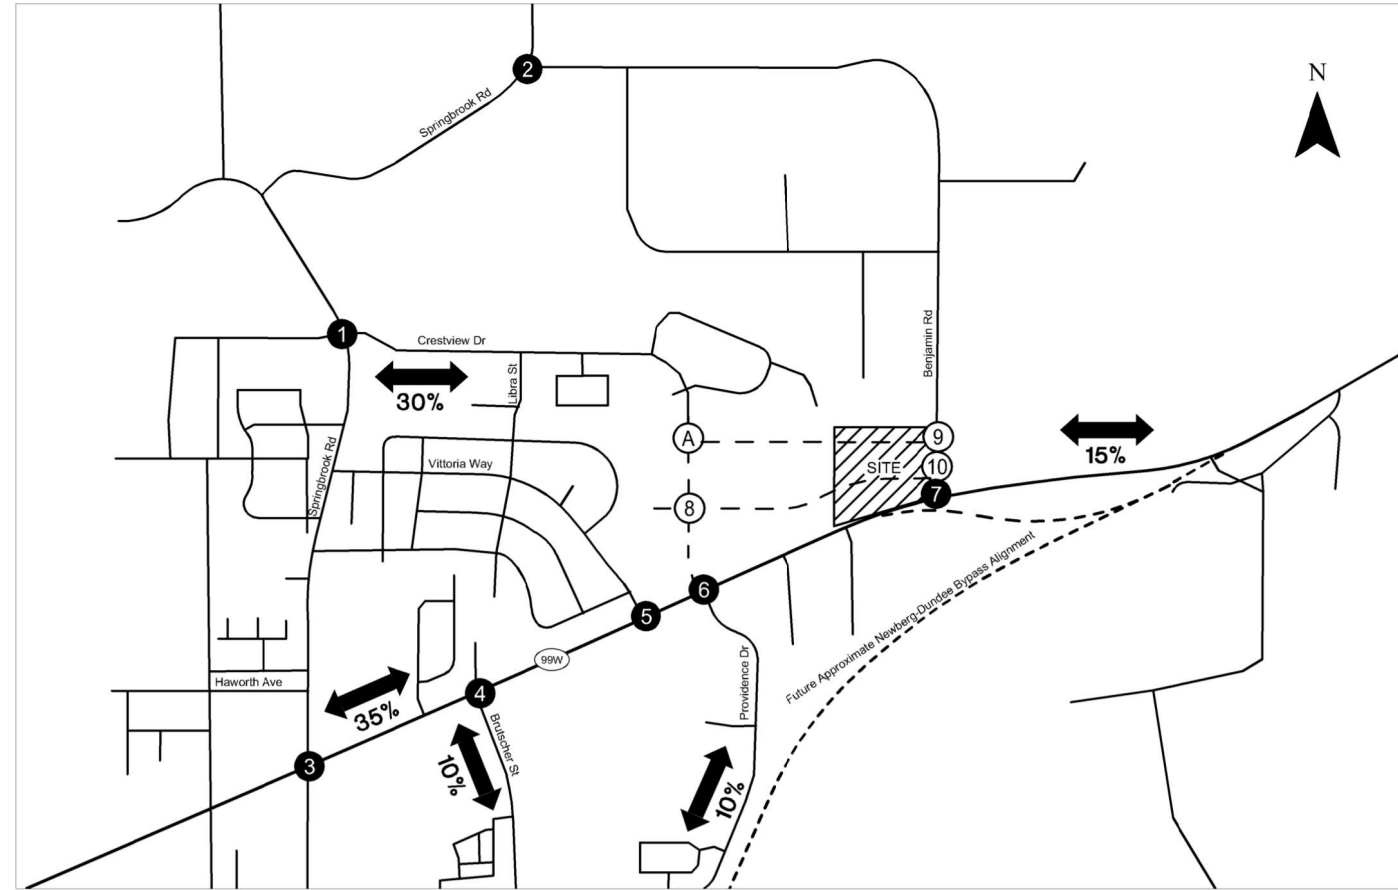 N
2
Springbrook Rd
1
Crestview Dr
30%
Libra St
Benjamin Rd
A
9
15%
Springbrook Rd
Vittoria Way
SITE
10
7
8
6
5
Future Approximate Newberg-Dundee Bypass Alignment
99W
Haworth Ave
35%
4
Providence Dr
Brutscher St
3
10%
10%